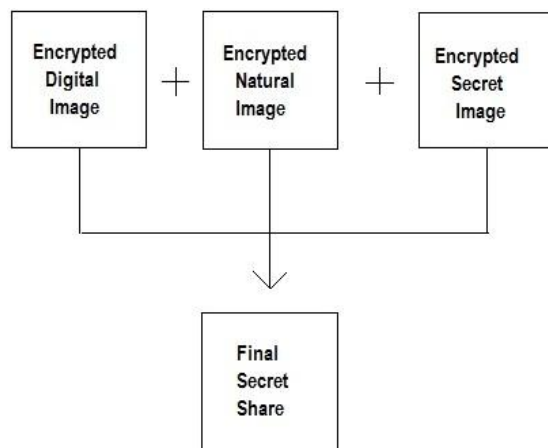 Encrypted
Digital
Image
+
Encrypted
Natural
Image
+
Encrypted
Secret
Image
Final
Secret
Share